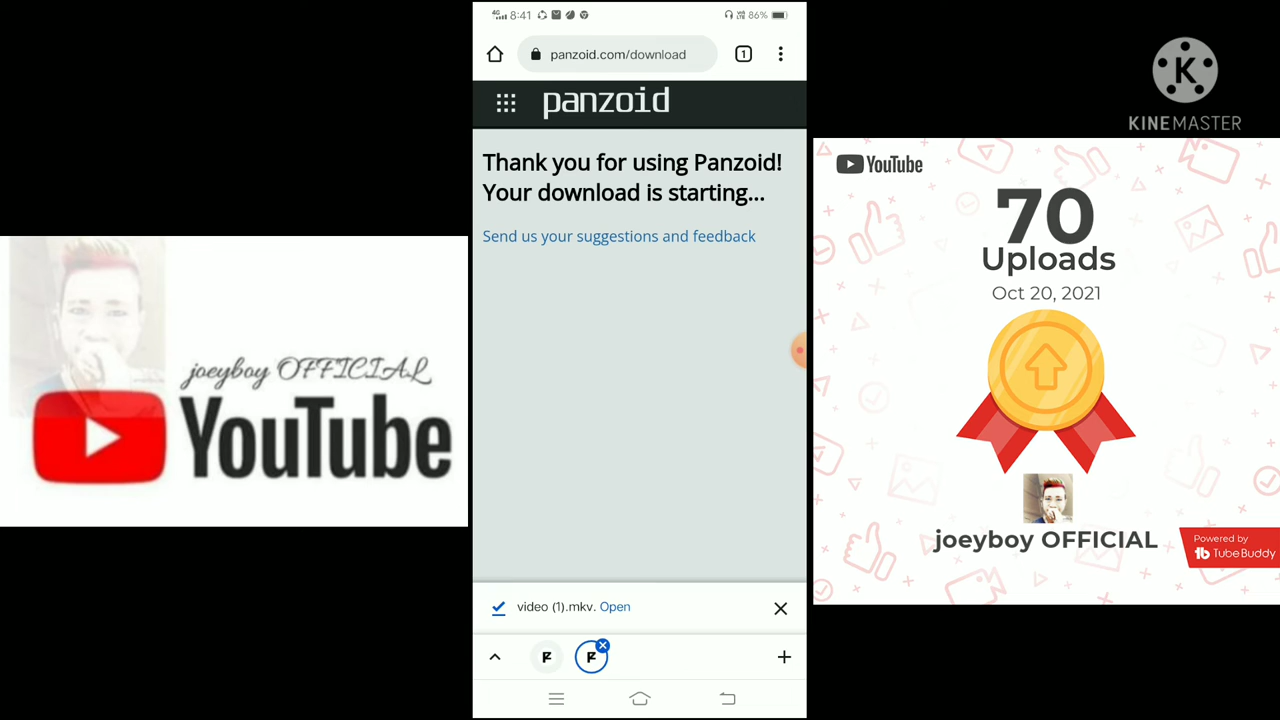 joeyboy OFFICIAL
YouTube
4G 8:41
86%
panzoid.com/download
1
panzoid
Thank you for using Panzoid!
Your download is starting...
Send us your suggestions and feedback
video (1).mkv. Open
K
KINEMASTER
YouTube
70
Uploads
Oct 20, 2021
joeyboy OFFICIAL
Powered by
tb TubeBuddy